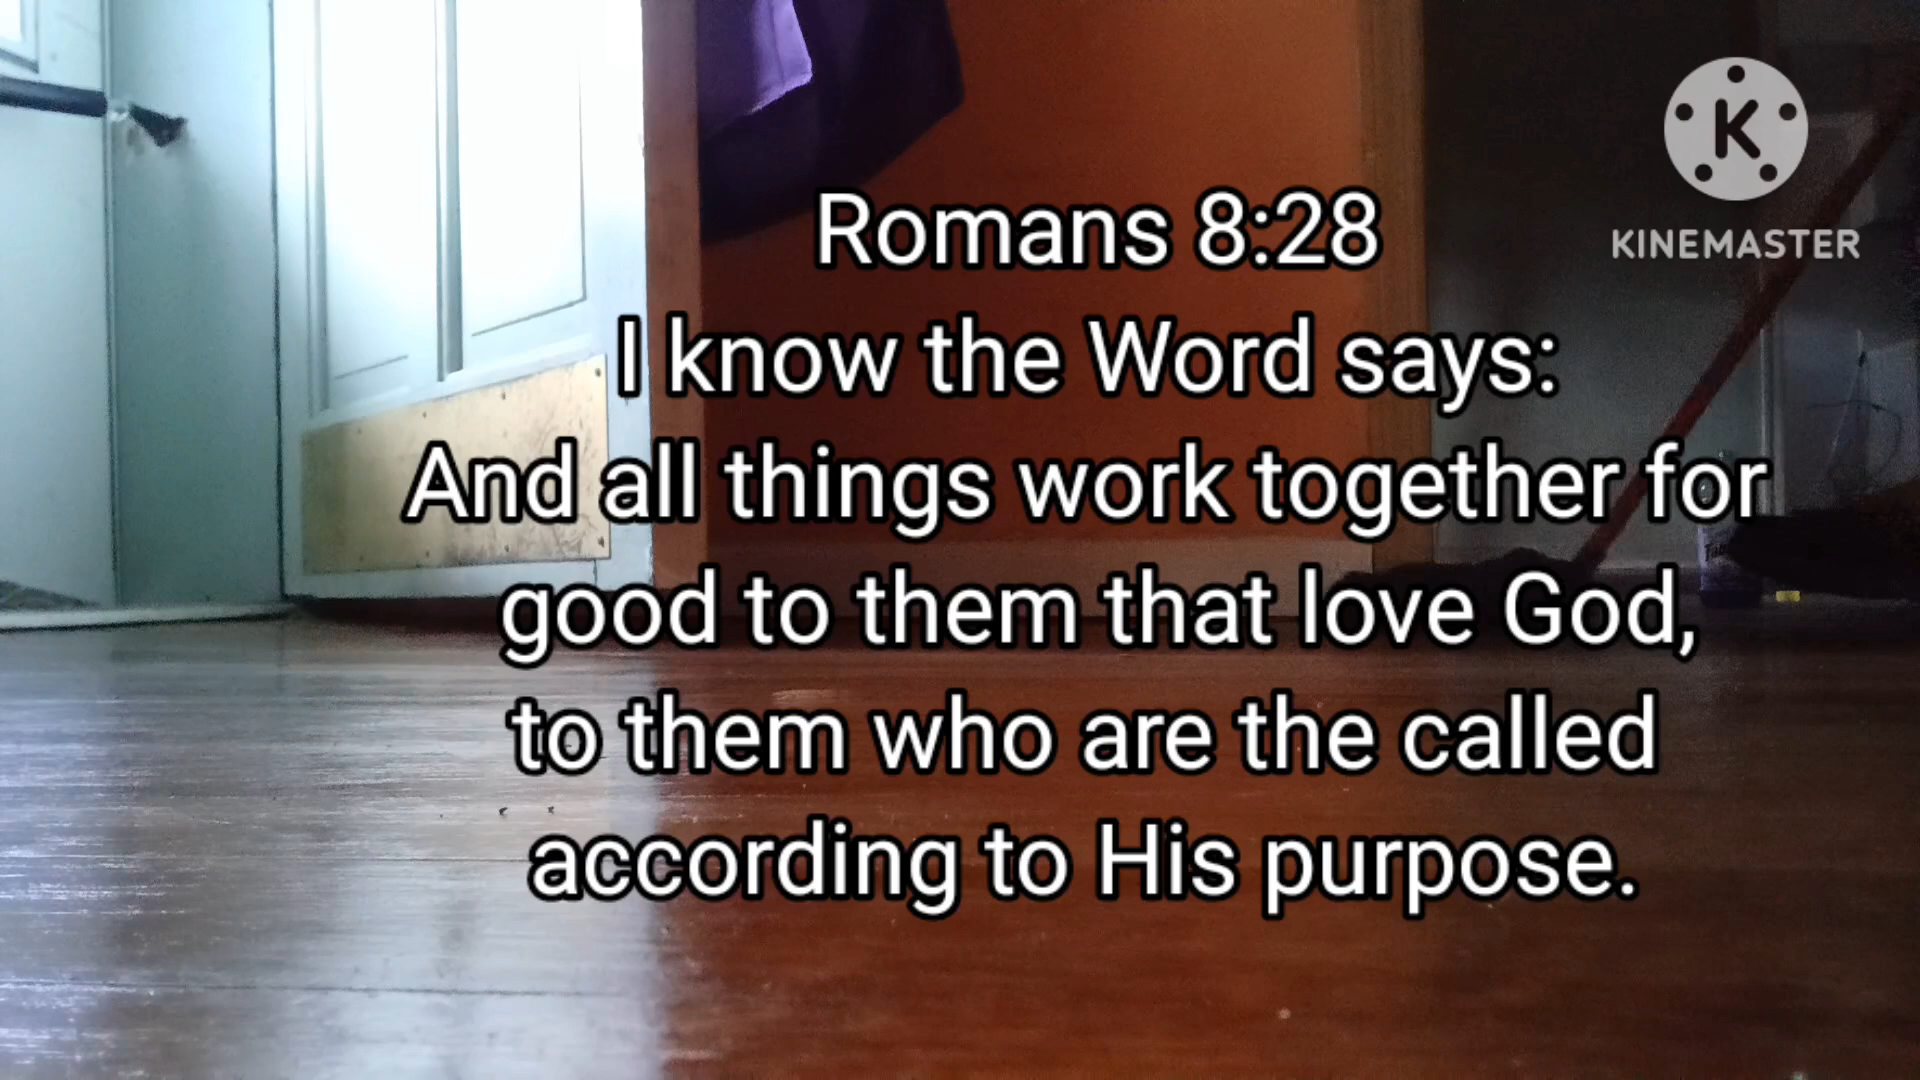 Romans 8:28
I know the Word says:
And all things work together for
good to them that love God,
to them who are the called
according to His purpose.
K
KINEMASTER